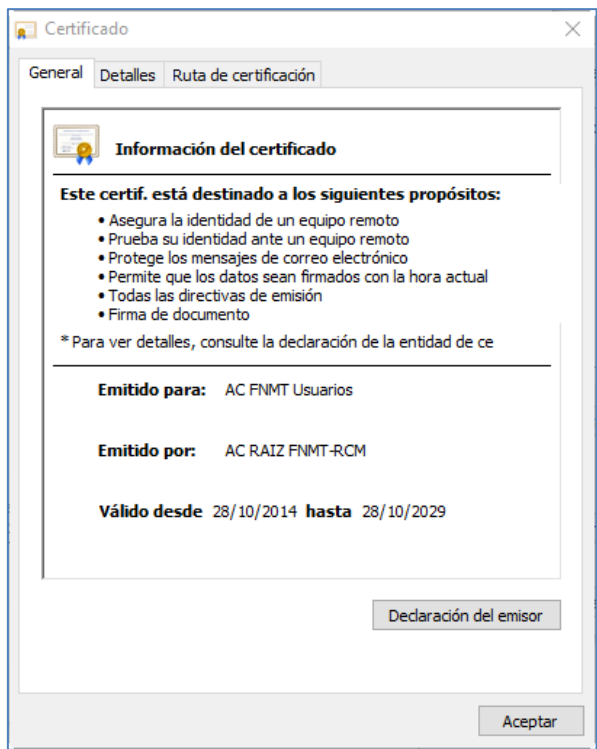 Certificado
General Detalles Ruta de certificación
Información del certificado
Este certif. está destinado a los siguientes propósitos:
• Asegura la identidad de un equipo remoto
• Prueba su identidad ante un equipo remoto
• Protege los mensajes de correo electrónico
• Permite que los datos sean firmados con la hora actual
• Todas las directivas de emisión
• Firma de documento
* Para ver detalles, consulte la declaración de la entidad de ce
Emitido para: AC FNMT Usuarios
Emitido por: AC RAIZ FNMT-RCM
Válido desde 28/10/2014 hasta 28/10/2029
Declaración del emisor
Aceptar